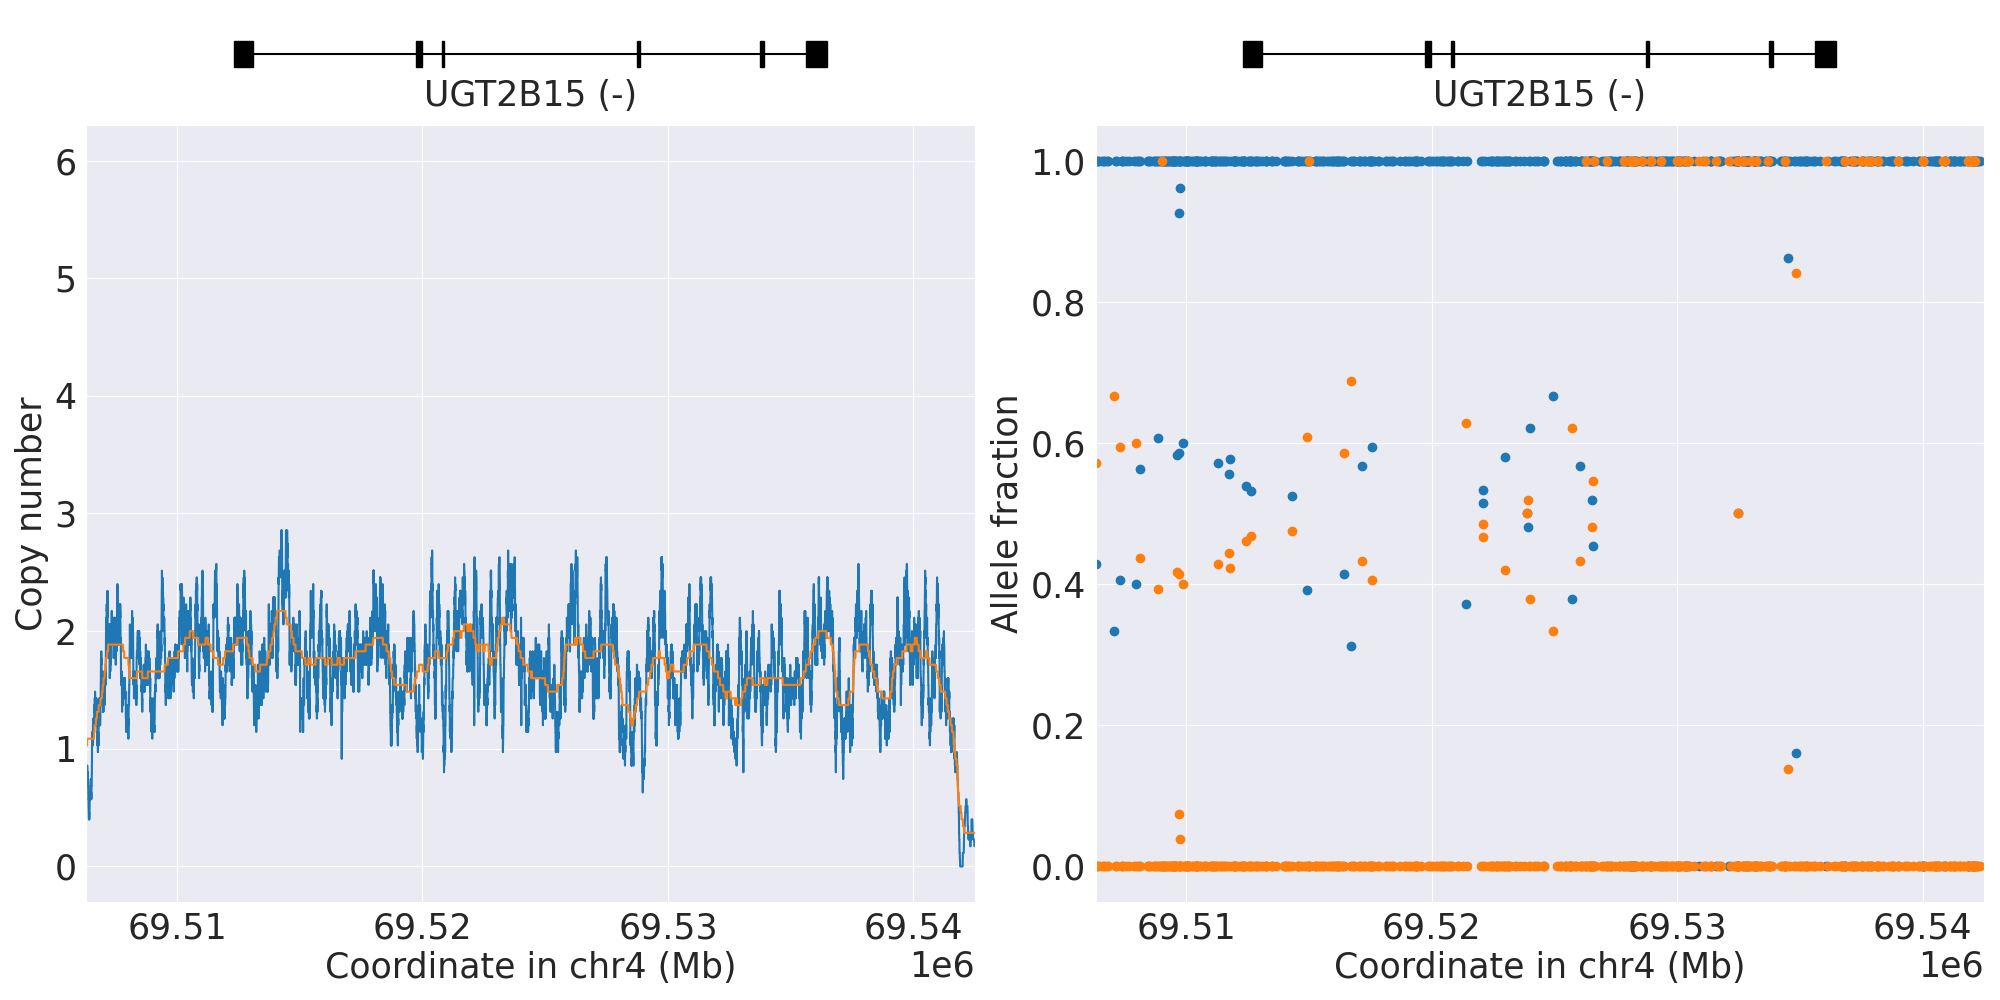 UGT2B15 (-)
UGT2B15 (-)
Copy number
6
5
4
3
2
1
0
69.51 69.52 69.53 69.54
Coordinate in chr4 (Mb) 1e6
Allele fraction
1.0
0.8
0.6
0.4
0.2
0.0
69.51 69.52 69.53 69.54
Coordinate in chr4 (Mb) 1e6